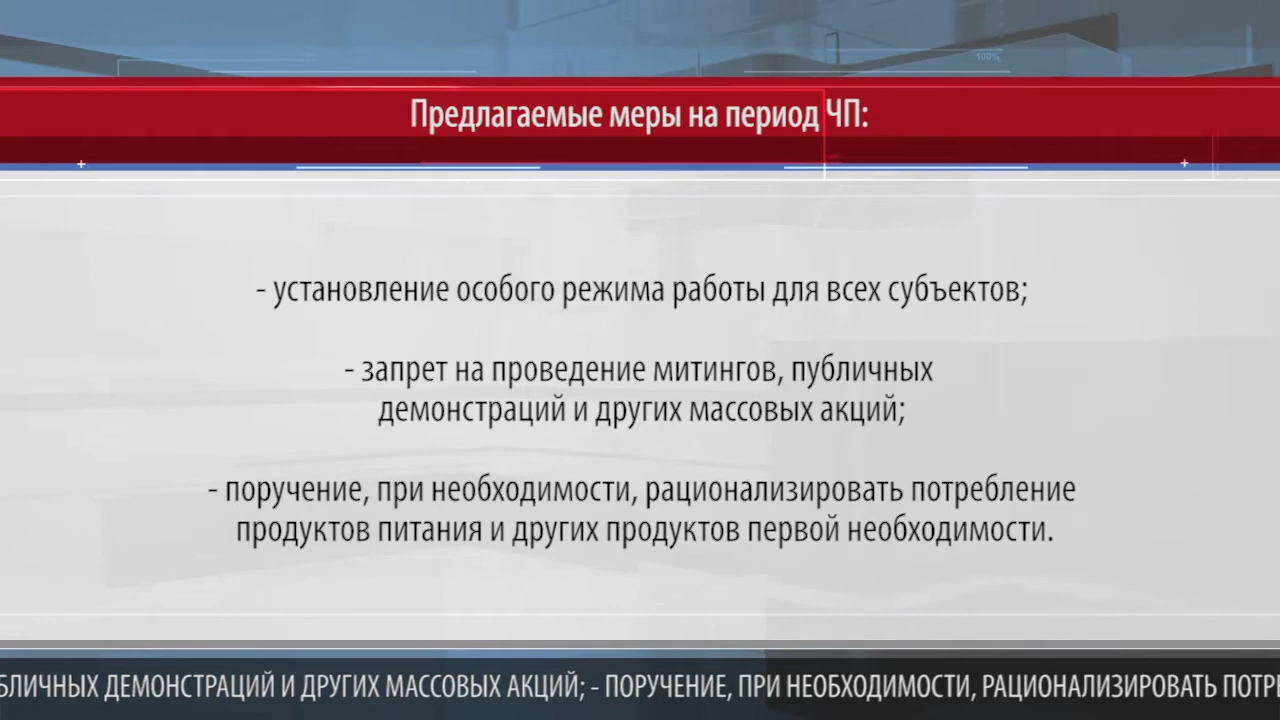 100%
Предлагаемые меры на период ЧП:
- установление особого режима работы для всех субъектов;
- запрет на проведение митингов, публичных
демонстраций и других массовых акций;
- поручение, при необходимости, рационализировать потребление
продуктов питания и других продуктов первой необходимости.
БЛИЧНЫХ ДЕМОНСТРАЦИЙ И ДРУГИХ МАССОВЫХ АКЦИЙ; - ПОРУЧЕНИЕ, ПРИ НЕОБХОДИМОСТИ, РАЦИОНАЛИЗИРОВАТЬ ПОТРЕ